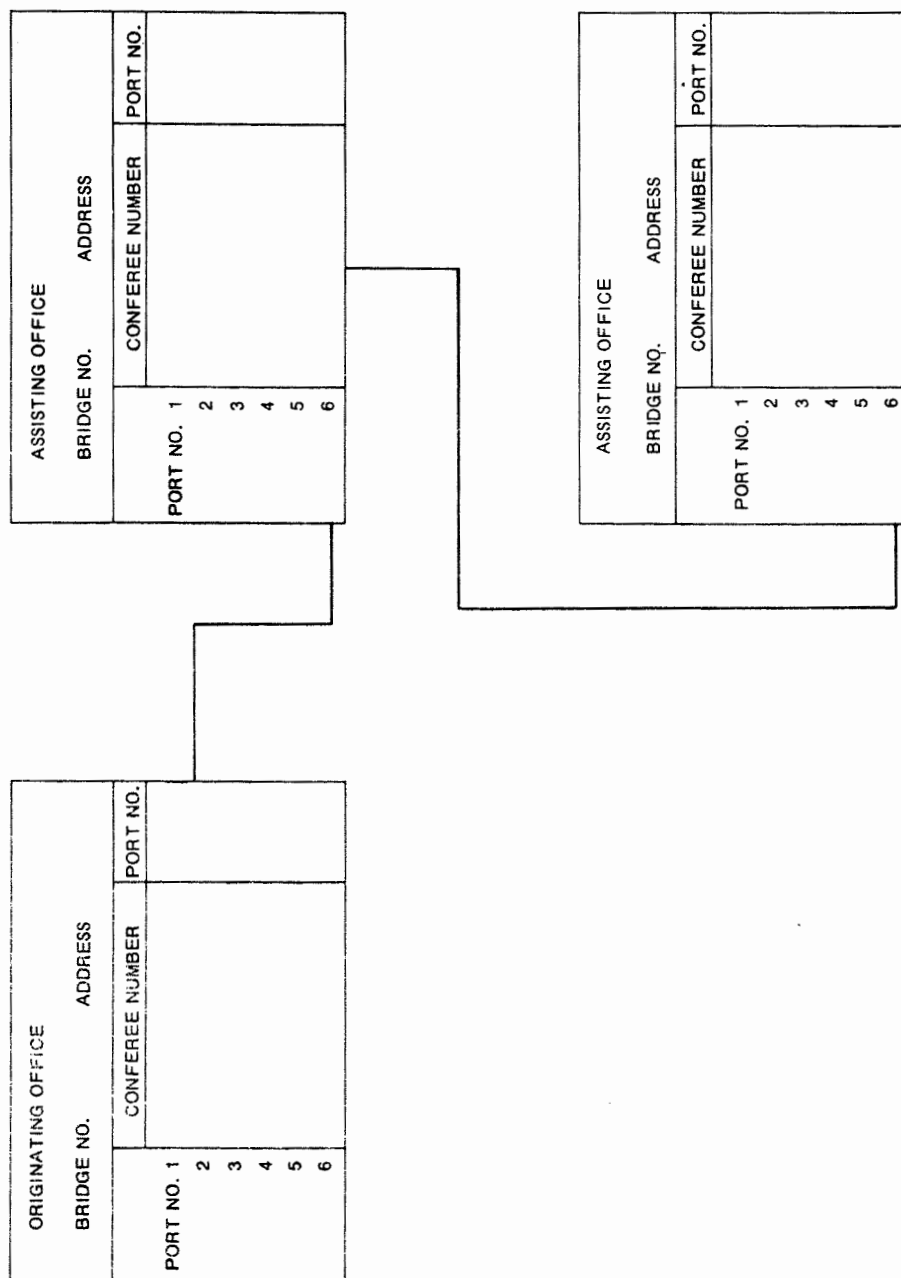 ORIGINATING OFFICE
BRIDGE NO. ADDRESS
CONFEREE NUMBER PORT NO.
PORT NO. 1
2
3
4
5
6
ASSISTING OFFICE
BRIDGE NO. ADDRESS
CONFEREE NUMBER PORT NO.
PORT NO. 1
2
3
4
5
6
ASSISTING OFFICE
BRIDGE NO. ADDRESS
CONFEREE NUMBER PORT NO.
PORT NO. 1
2
3
4
5
6